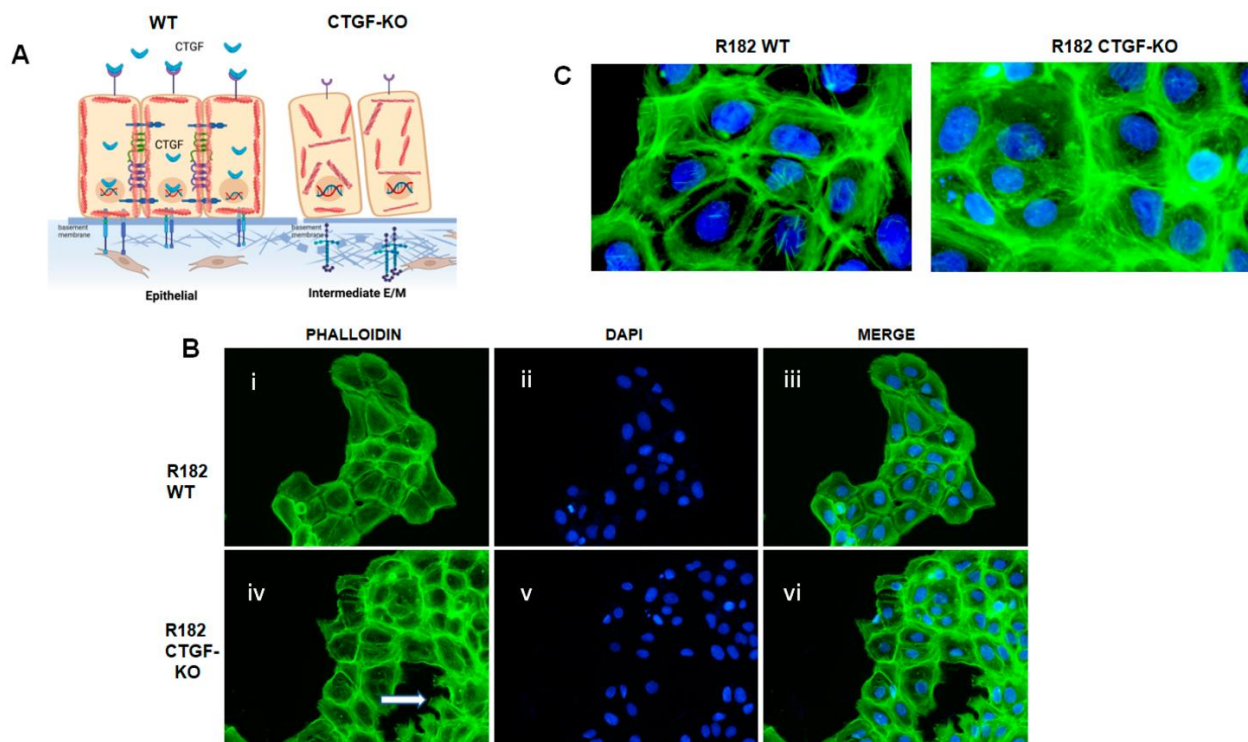 A
WT
CTGF-KO
CTGF
CTGF
basement
membrane
basement
membrane
Epithelial
Intermediate E/M
C
R182 WT
R182 CTGF-KO
B
PHALLOIDIN
DAPI
MERGE
R182
WT
i
ii
iii
R182
CTGF-
KO
iv
v
vi